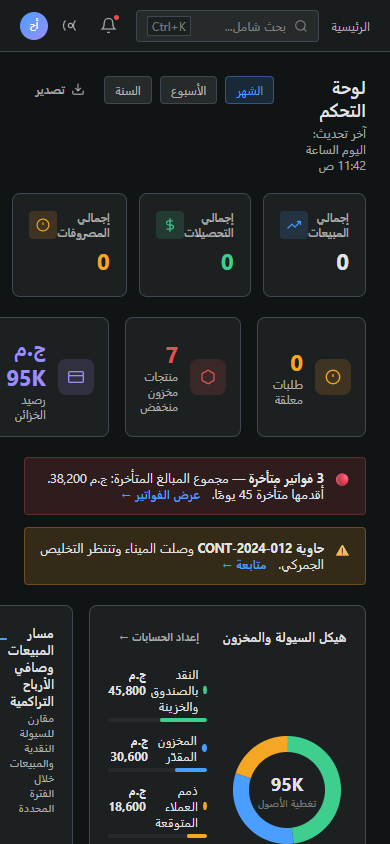 الرئيسية
بحث شامل...
Ctrl+K
أج
لوحة
التحكم
آخر تحديث:
اليوم الساعة
11:42 ص
الشهر
الأسبوع
السنة
تصدير
إجمالي
المبيعات
0
إجمالي
التحصيلات
0
إجمالي
المصروفات
0
0
طلبات
معلقة
7
منتجات
مخزون
منخفض
ج.م
95K
رصيد
الخزائن
3 فواتير متأخرة — مجموع المبالغ المتأخرة: ج.م 38,200.
أقدمها متأخرة 45 يومًا. عرض الفواتير ←
حاوية CONT-2024-012 وصلت الميناء وتنتظر التخليص
الجمركي. متابعة ←
هيكل السيولة والمخزون
إعداد الحسابات ←
95K
تغطية الأصول
النقد
بالصندوق
والخزينة
ج.م
45,800
المخزون
المقدّر
ج.م
30,600
ذمم
العملاء
المتوقعة
ج.م
18,600
مسار
المبيعات
وصافي
الأرباح
التراكمية
مقارن
للسيولة
النقدية
والمبيعات
خلال
الفترة
المحددة